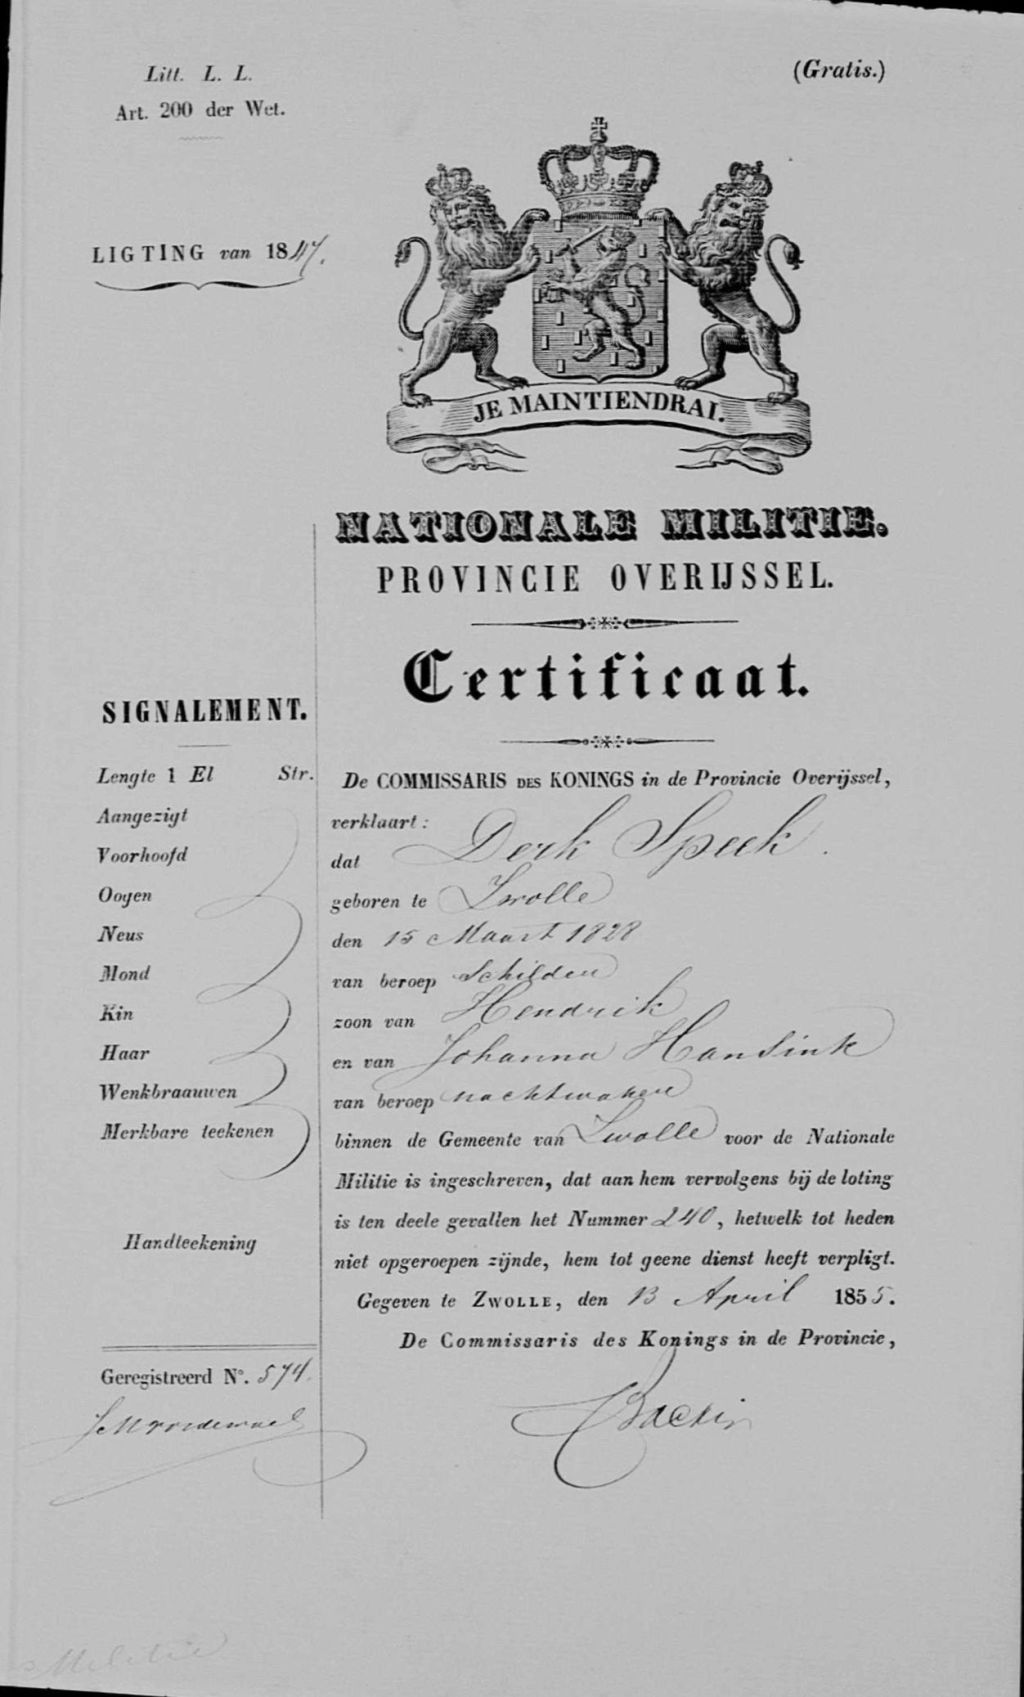 Litt. L. L.
(Gratis.)
Art. 200 der Wet.
LIGTING van 1847.
JE MAINTIENDRAI.
NATIONALE MILITIE.
PROVINCIE OVERIJSSEL.
Certificaat.
SIGNALEMENT.
Lengte 1 El Str.
Aangezigt
Voorhoofd
Oogen
Neus
Mond
Kin
Haar
Wenkbraauwen
Merkbare teekenen
Handteekening
Geregistreerd N°. 574.
De COMMISSARIS DES KONINGS in de Provincie Overijssel,
verklaart:
dat Derk Speek
geboren te Zwolle
den 15 Maart 1828
van beroep Schilder
zoon van Hendrik
en van Johanna Hansink
van beroep nachtwaker
binnen de Gemeente van Zwolle voor de Nationale
Militie is ingeschreven, dat aan hem vervolgens bij de loting
is ten deele gevallen het Nummer 240, hetwelk tot heden
niet opgeroepen zijnde, hem tot geene dienst heeft verpligt.
Gegeven te ZWOLLE, den 13 April 1855.
De Commissaris des Konings in de Provincie,
Militie